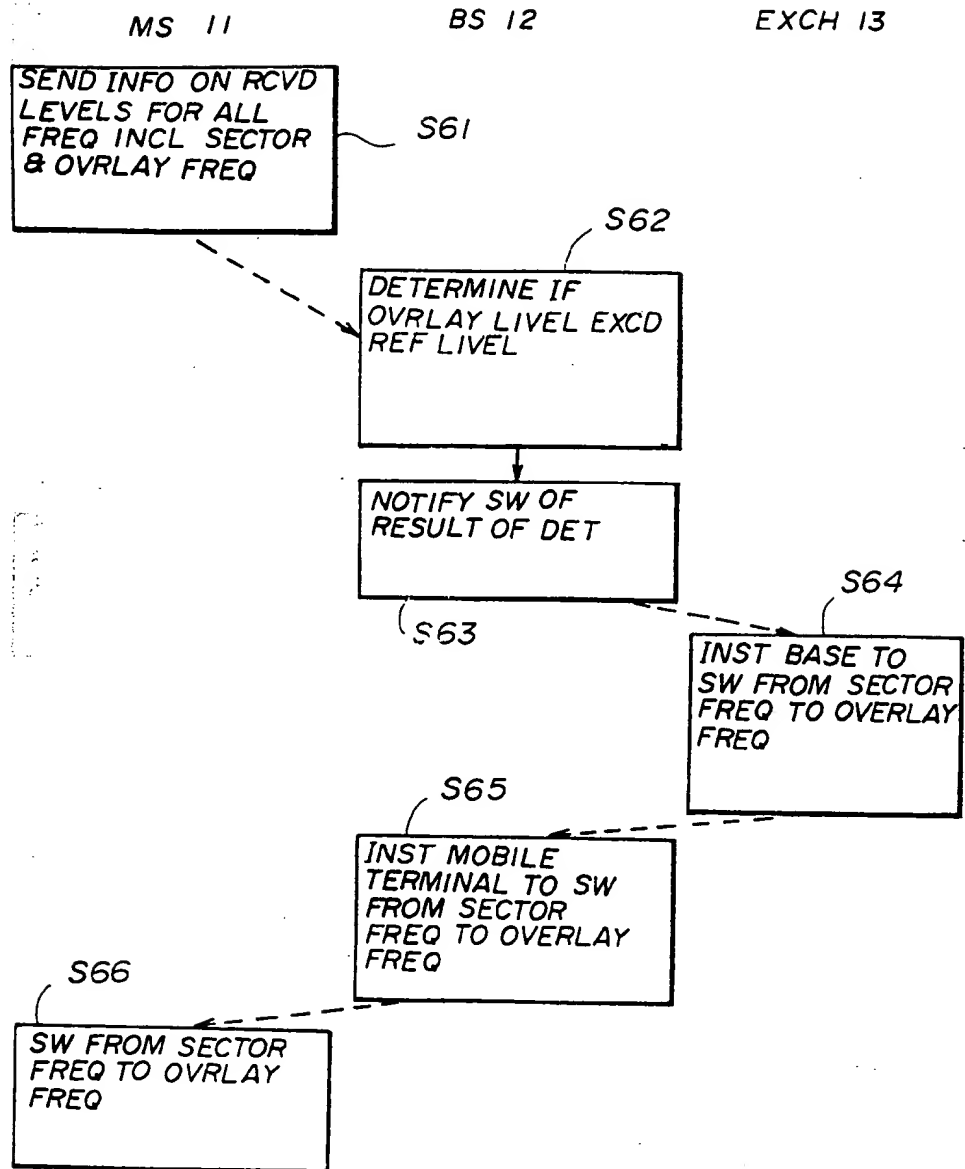 MS 11 BS 12 EXCH 13
SEND INFO ON RCVD
LEVELS FOR ALL
FREQ INCL SECTOR
& OVRLAY FREQ
S61
S62
DETERMINE IF
OVRLAY LIVEL EXCD
REF LIVEL
NOTIFY SW OF
RESULT OF DET
S63
S64
INST BASE TO
SW FROM SECTOR
FREQ TO OVERLAY
FREQ
S65
INST MOBILE
TERMINAL TO SW
FROM SECTOR
FREQ TO OVERLAY
FREQ
S66
SW FROM SECTOR
FREQ TO OVRLAY
FREQ